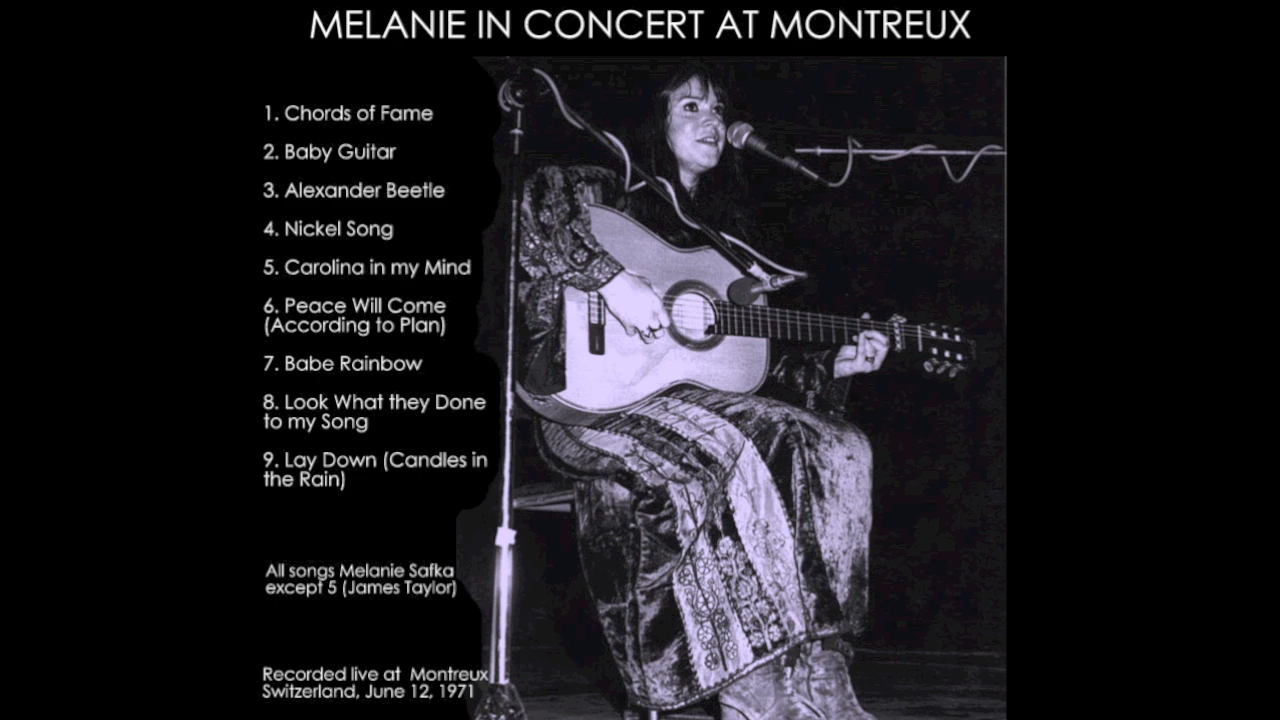 MELANIE IN CONCERT AT MONTREUX
1. Chords of Fame
2. Baby Guitar
3. Alexander Beetle
4. Nickel Song
5. Carolina in my Mind
6. Peace Will Come
(According to Plan)
7. Babe Rainbow
8. Look What they Done
to my Song
9. Lay Down (Candles in
the Rain)
All songs Melanie Safka
except 5 (James Taylor)
Recorded live at Montreux
Switzerland, June 12, 1971